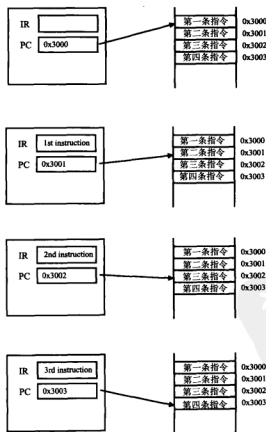 IR
PC 0x3000
第一条指令 0x3000
第二条指令 0x3001
第三条指令 0x3002
第四条指令 0x3003
IR 1st instruction
PC 0x3001
第一条指令 0x3000
第二条指令 0x3001
第三条指令 0x3002
第四条指令 0x3003
IR 2nd instruction
PC 0x3002
第一条指令 0x3000
第二条指令 0x3001
第三条指令 0x3002
第四条指令 0x3003
IR 3rd instruction
PC 0x3003
第一条指令 0x3000
第二条指令 0x3001
第三条指令 0x3002
第四条指令 0x3003